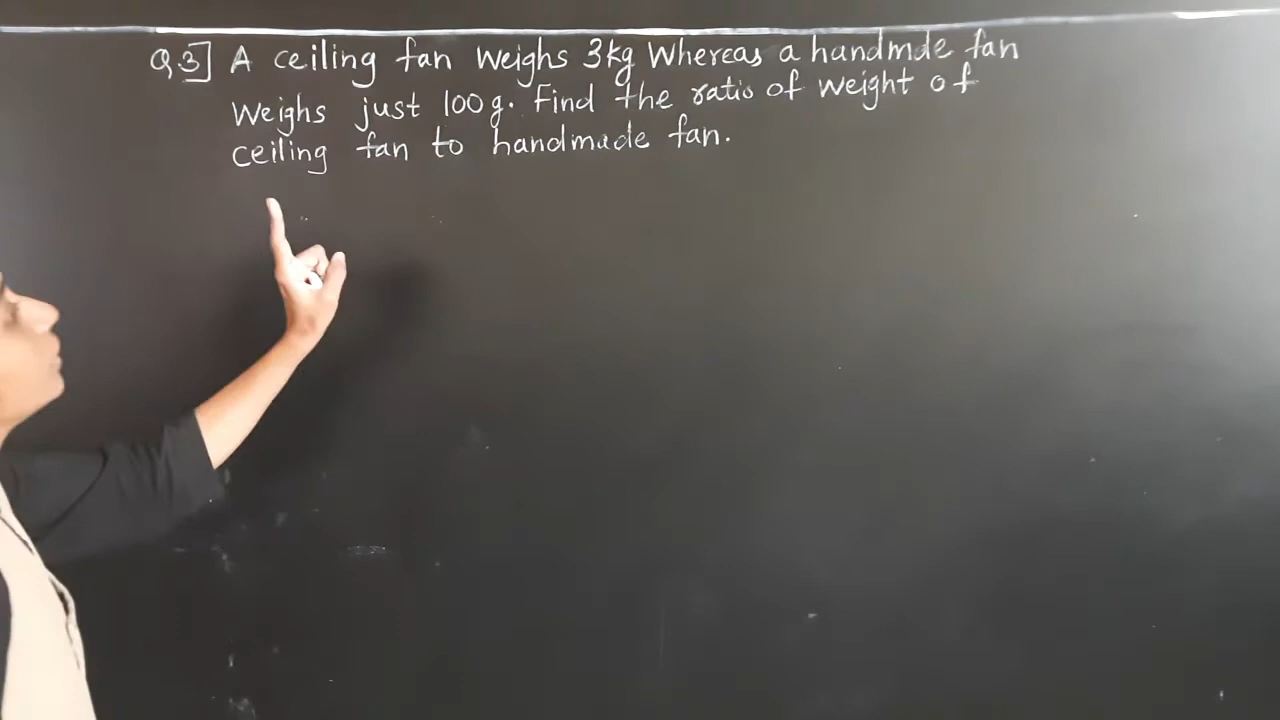 Q.3] A ceiling fan weighs 3kg Whereas a handmde fan
Weighs just 100g. Find the ratio of weight of
ceiling fan to handmade fan.